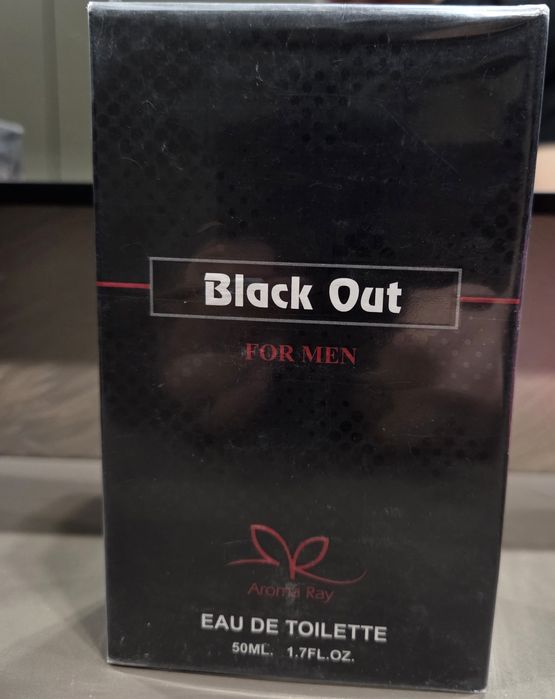 Black Out
FOR MEN
Aroma Ray
EAU DE TOILETTE
50ML. 1.7FL.OZ.